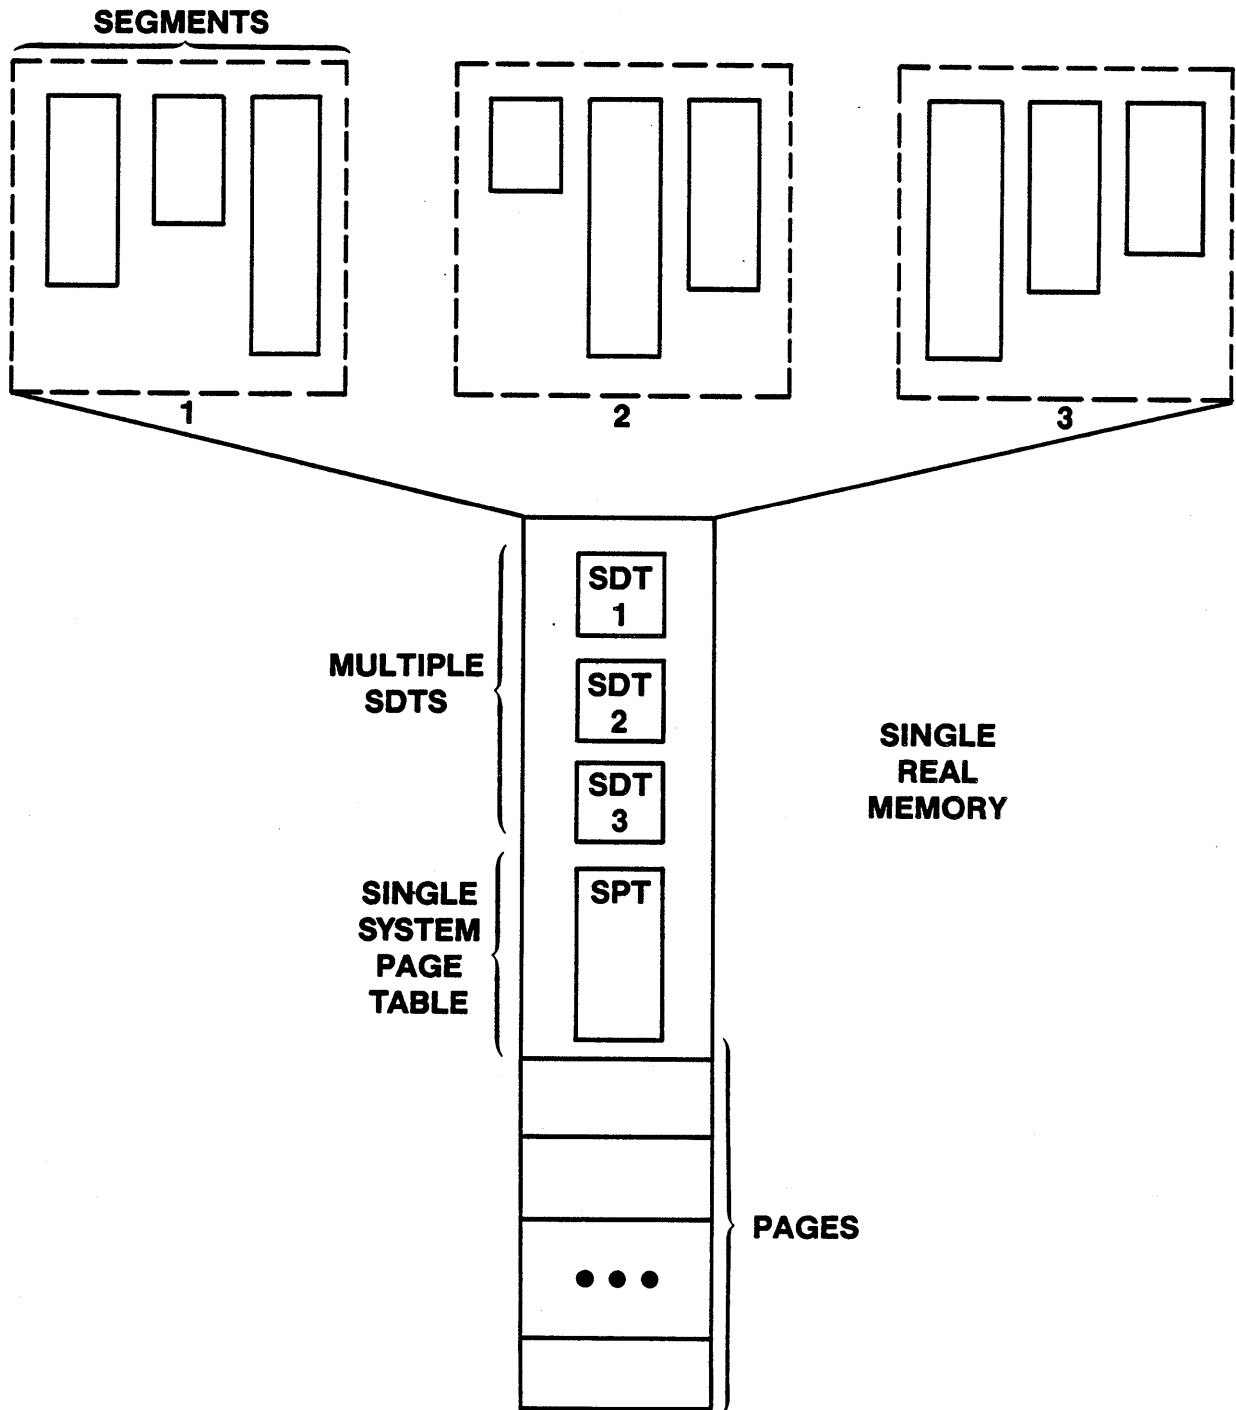 SEGMENTS
1
2
3
SDT
1
MULTIPLE
SDTS
SDT
2
SINGLE
REAL
MEMORY
SDT
3
SINGLE
SYSTEM
PAGE
TABLE
SPT
PAGES